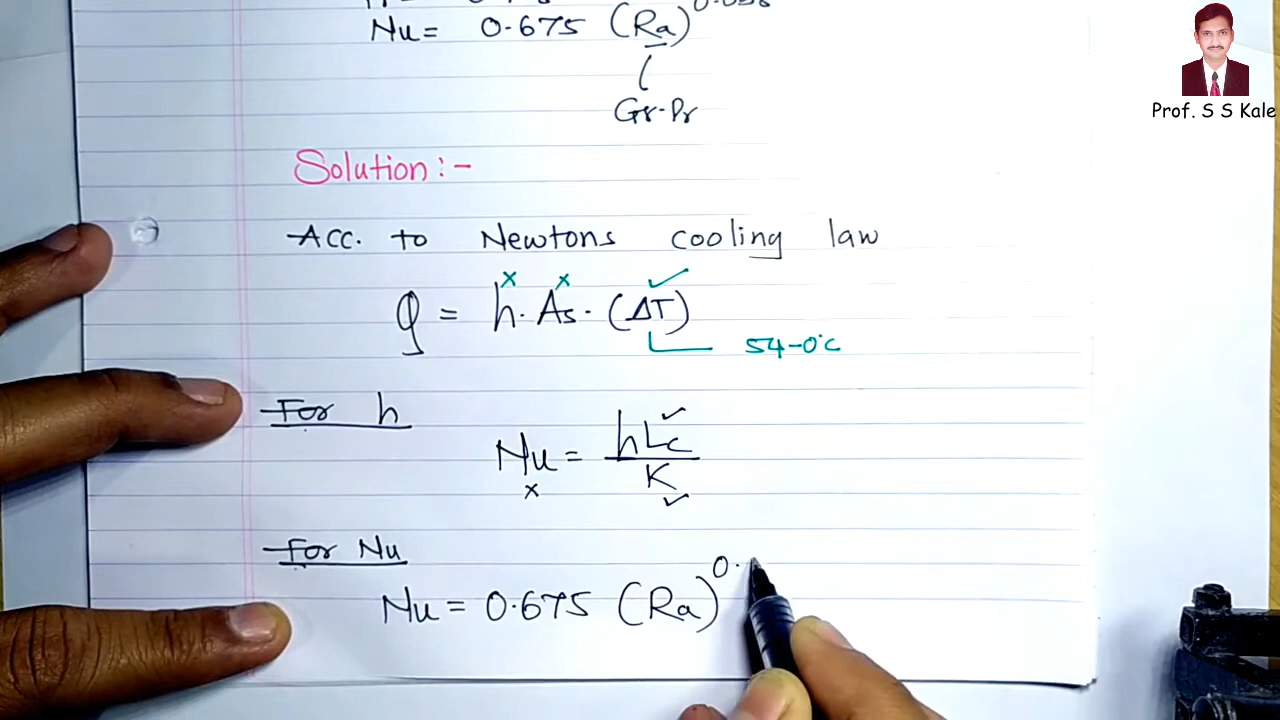 Nu = 0.675 (Ra)
Gr-Pr
Prof. S S Kale
Solution :-
Acc. to Newtons cooling law
x x ✓
Q = h. As. (ΔT)
54-0°C
For h
Nu = hLc / K
x ✓ ✓
For Nu
Nu = 0.675 (Ra)^0.